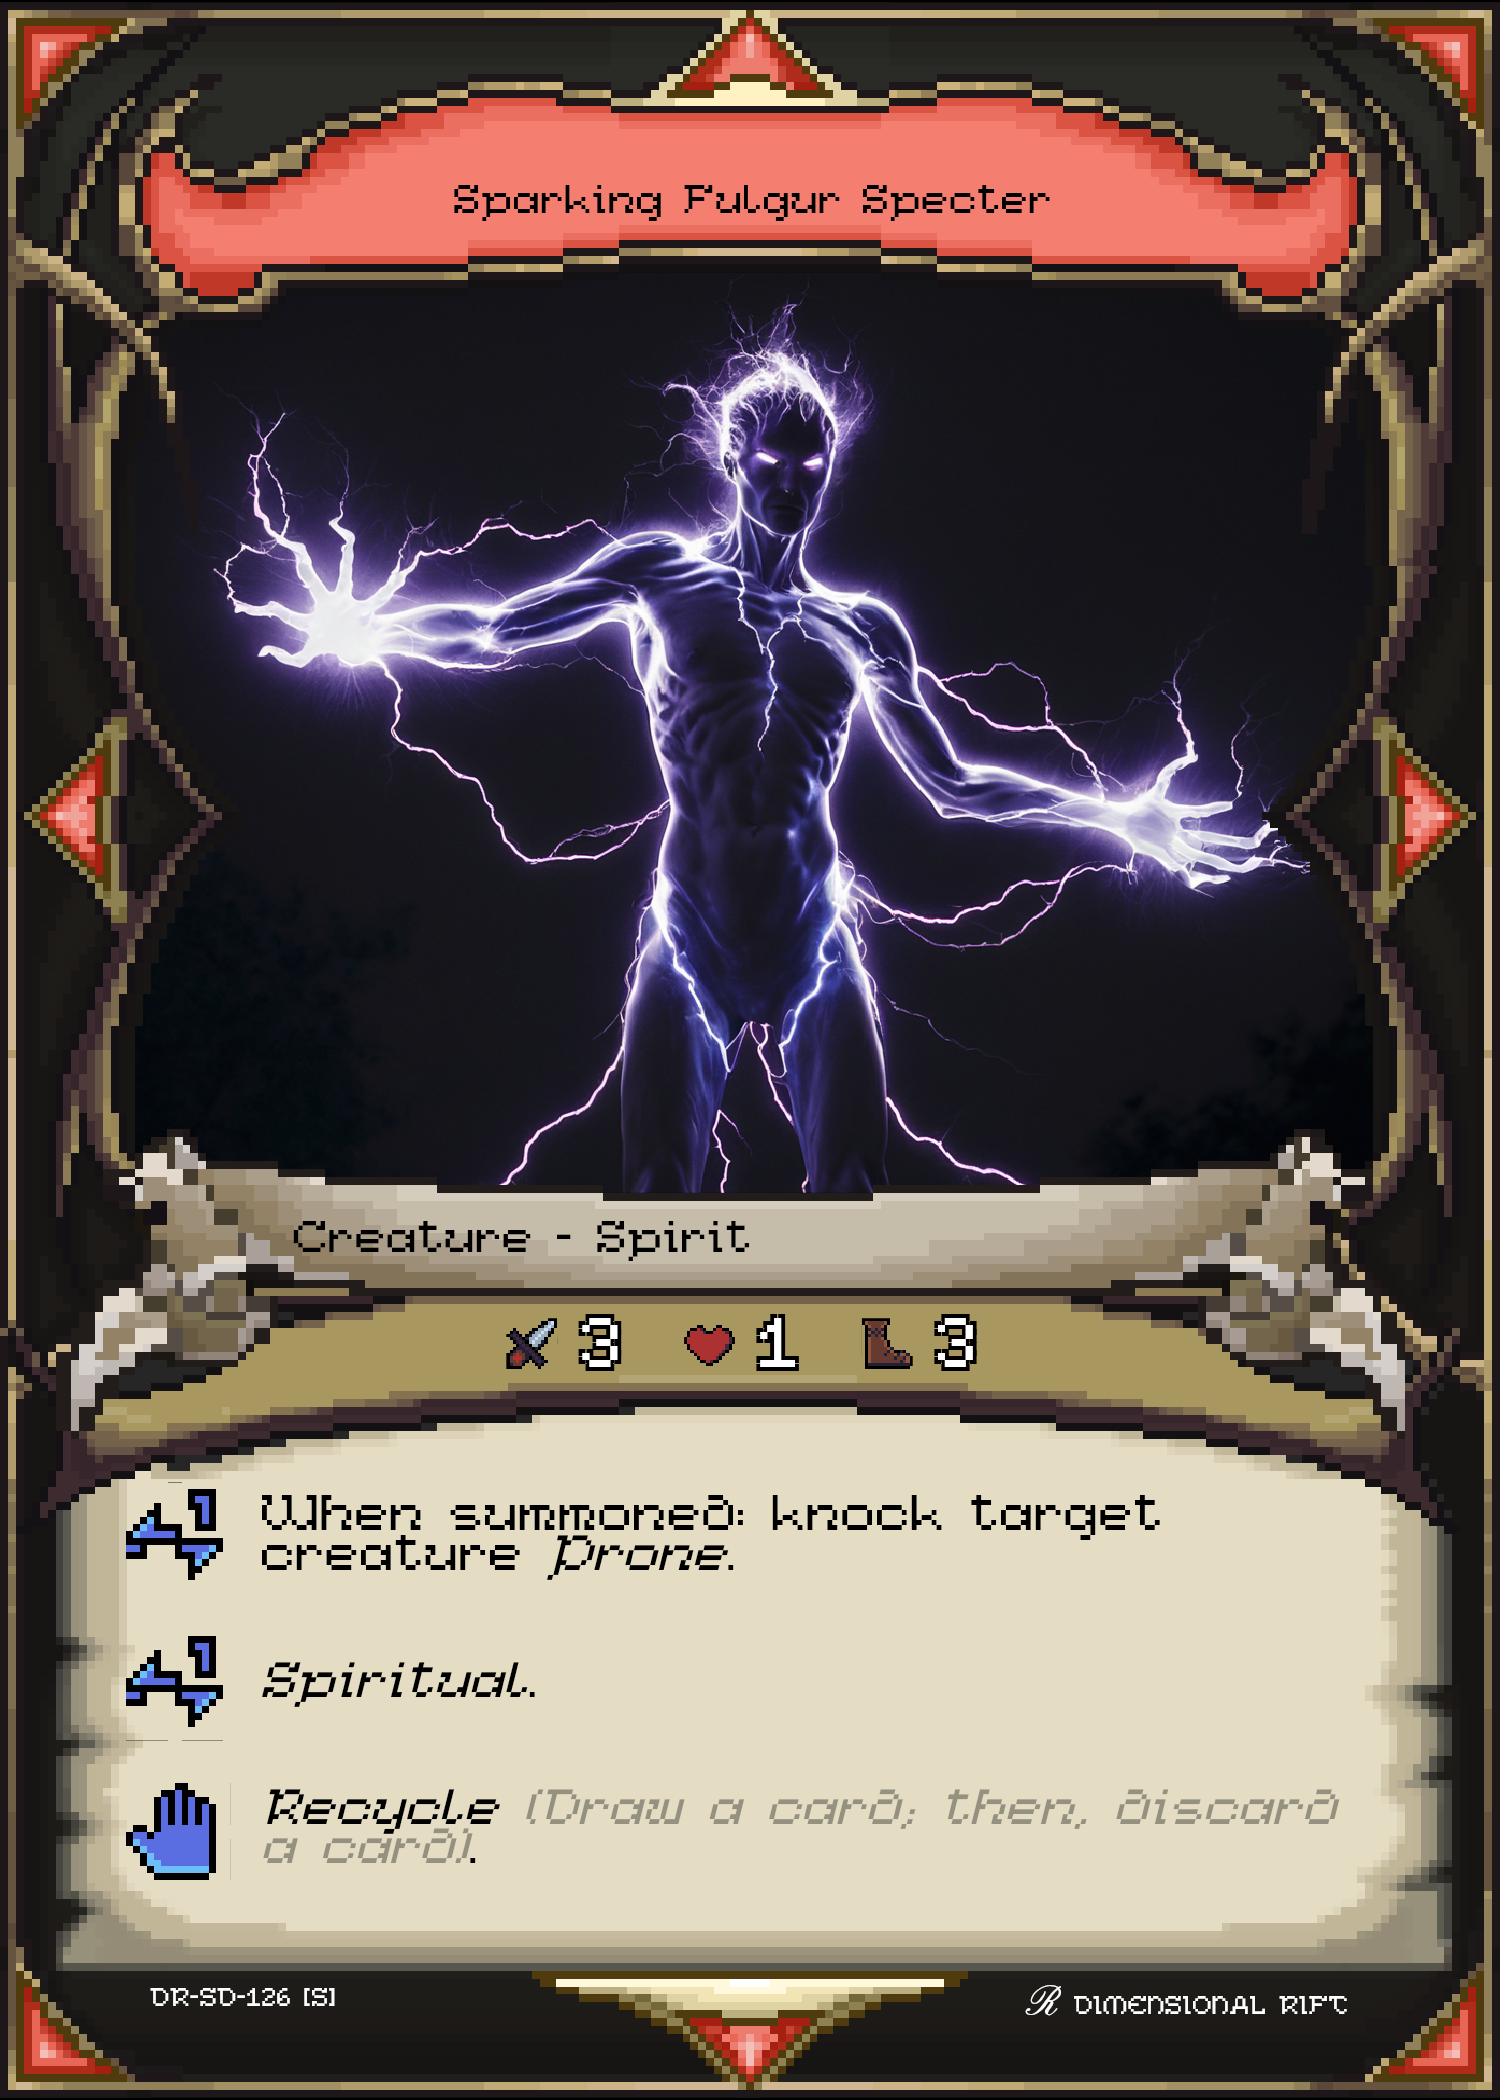 Sparking Fulgur Specter
Creature - Spirit
3 1 3
When summoned: knock target
creature Prone.
Spiritual.
Recycle (Draw a card; then, discard
a card).
DR-SD-126 [S]
ℛ DIMENSIONAL RIFT